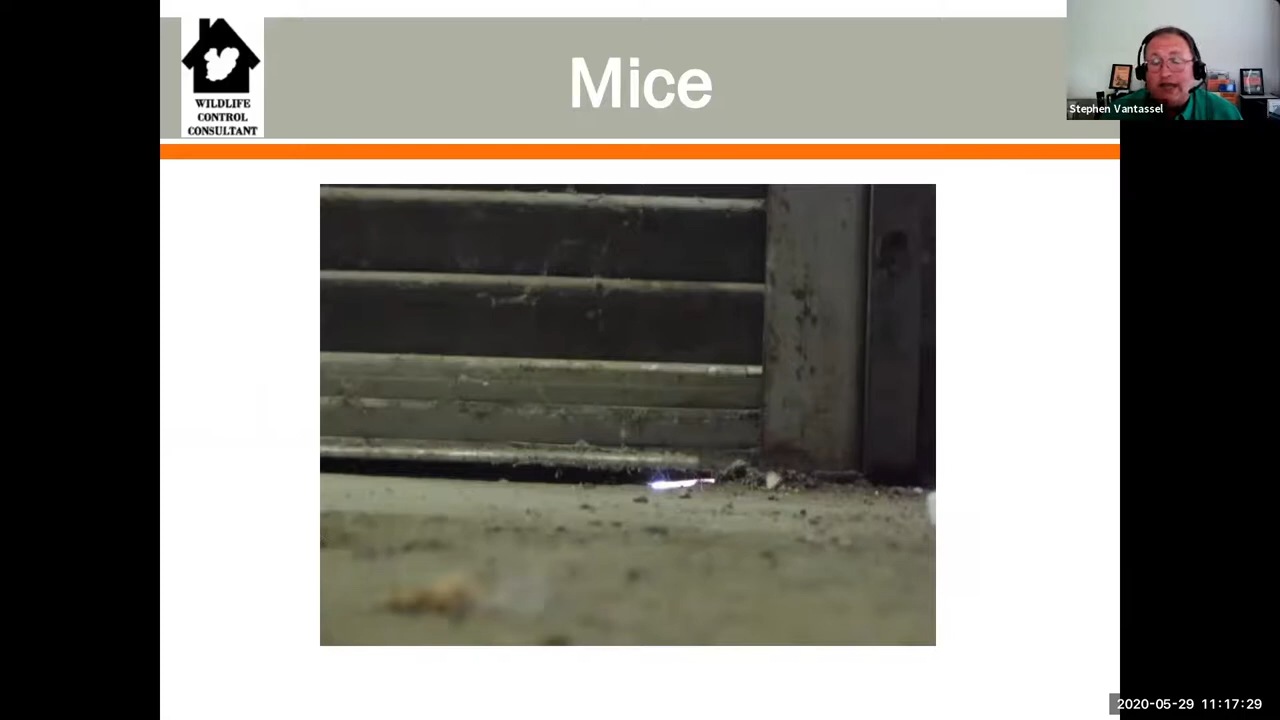 Mice
WILDLIFE
CONTROL
CONSULTANT
Stephen Vantassel
2020-05-29 11:17:29